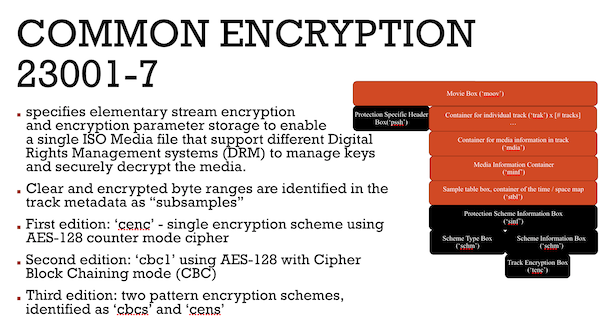 COMMON ENCRYPTION
23001-7
specifies elementary stream encryption
and encryption parameter storage to enable
a single ISO Media file that support different Digital
Rights Management systems (DRM) to manage keys
and securely decrypt the media.
Clear and encrypted byte ranges are identified in the
track metadata as “subsamples”
First edition: ‘cenc’ - single encryption scheme using
AES-128 counter mode cipher
Second edition: ‘cbc1’ using AES-128 with Cipher
Block Chaining mode (CBC)
Third edition: two pattern encryption schemes,
identified as ‘cbcs’ and ‘cens’
Movie Box (‘moov’)
Protection Specific Header
Box(‘pssh’)
Container for individual track (‘trak’) x [# tracks]
...
Container for media information in track
(‘mdia’)
Media Information Container
(‘minf’)
Sample table box, container of the time / space map
(‘stbl’)
Protection Scheme Information Box
(‘sinf’)
Scheme Type Box
(‘schm’)
Scheme Information Box
(‘schm’)
Track Encryption Box
(‘tenc’)